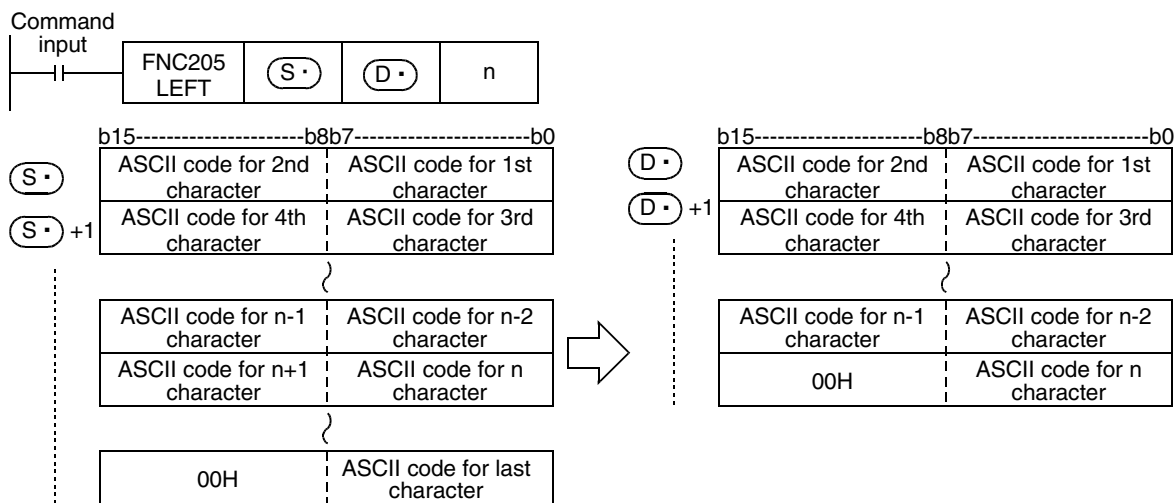 Command
input
FNC205
LEFT
S·
D·
n
b15----------------------b8b7-----------------------b0
S·
ASCII code for 2nd
character
ASCII code for 1st
character
S· +1
ASCII code for 4th
character
ASCII code for 3rd
character
ASCII code for n-1
character
ASCII code for n-2
character
ASCII code for n+1
character
ASCII code for n
character
00H
ASCII code for last
character
b15----------------------b8b7-----------------------b0
D·
ASCII code for 2nd
character
ASCII code for 1st
character
D· +1
ASCII code for 4th
character
ASCII code for 3rd
character
ASCII code for n-1
character
ASCII code for n-2
character
00H
ASCII code for n
character